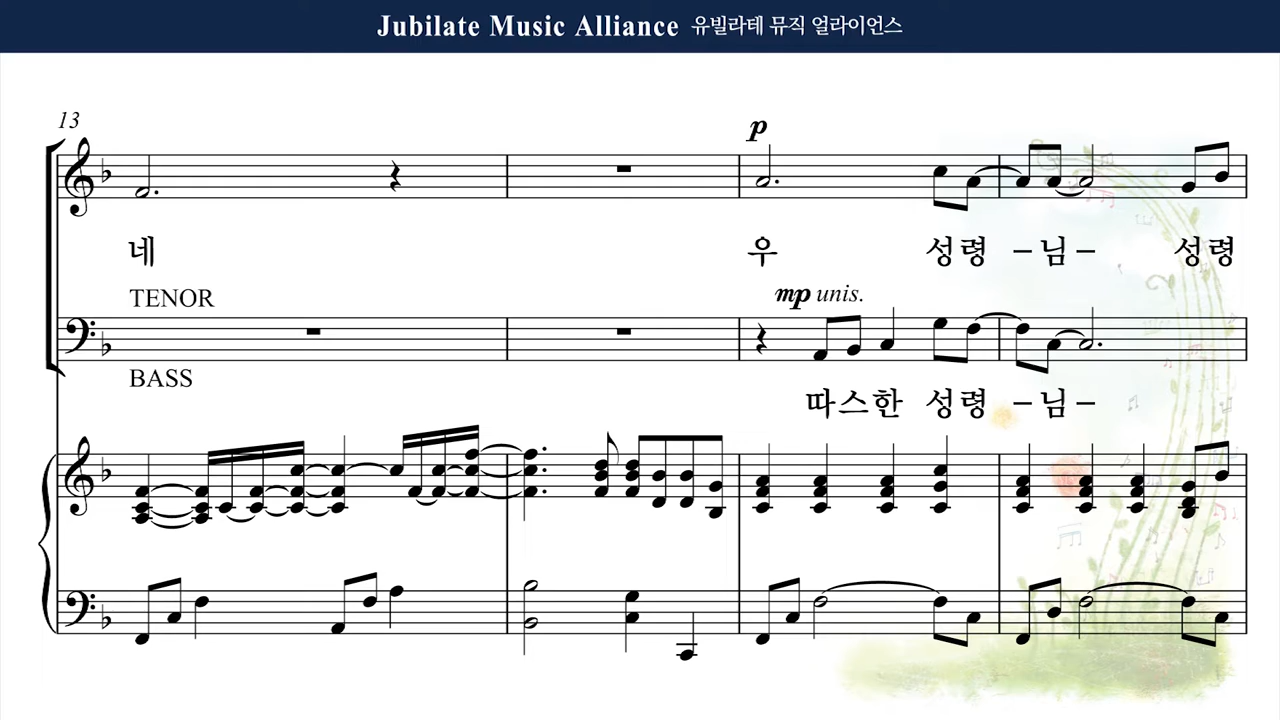 Jubilate Music Alliance 유빌라테 뮤직 얼라이언스
13
p
네 우 성령 – 님 – 성령
TENOR
mp unis.
BASS
따스한 성령 – 님 –